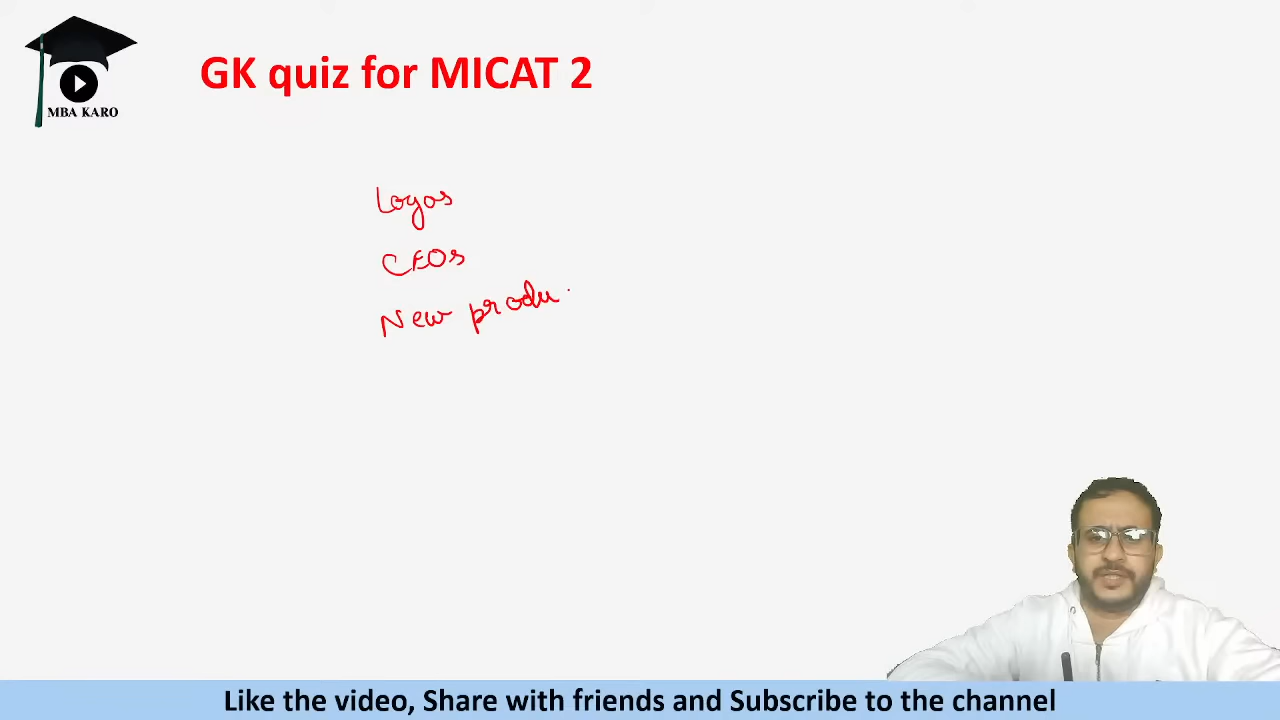 MBA KARO
GK quiz for MICAT 2
Logos
CEOs
New produ
Like the video, Share with friends and Subscribe to the channel